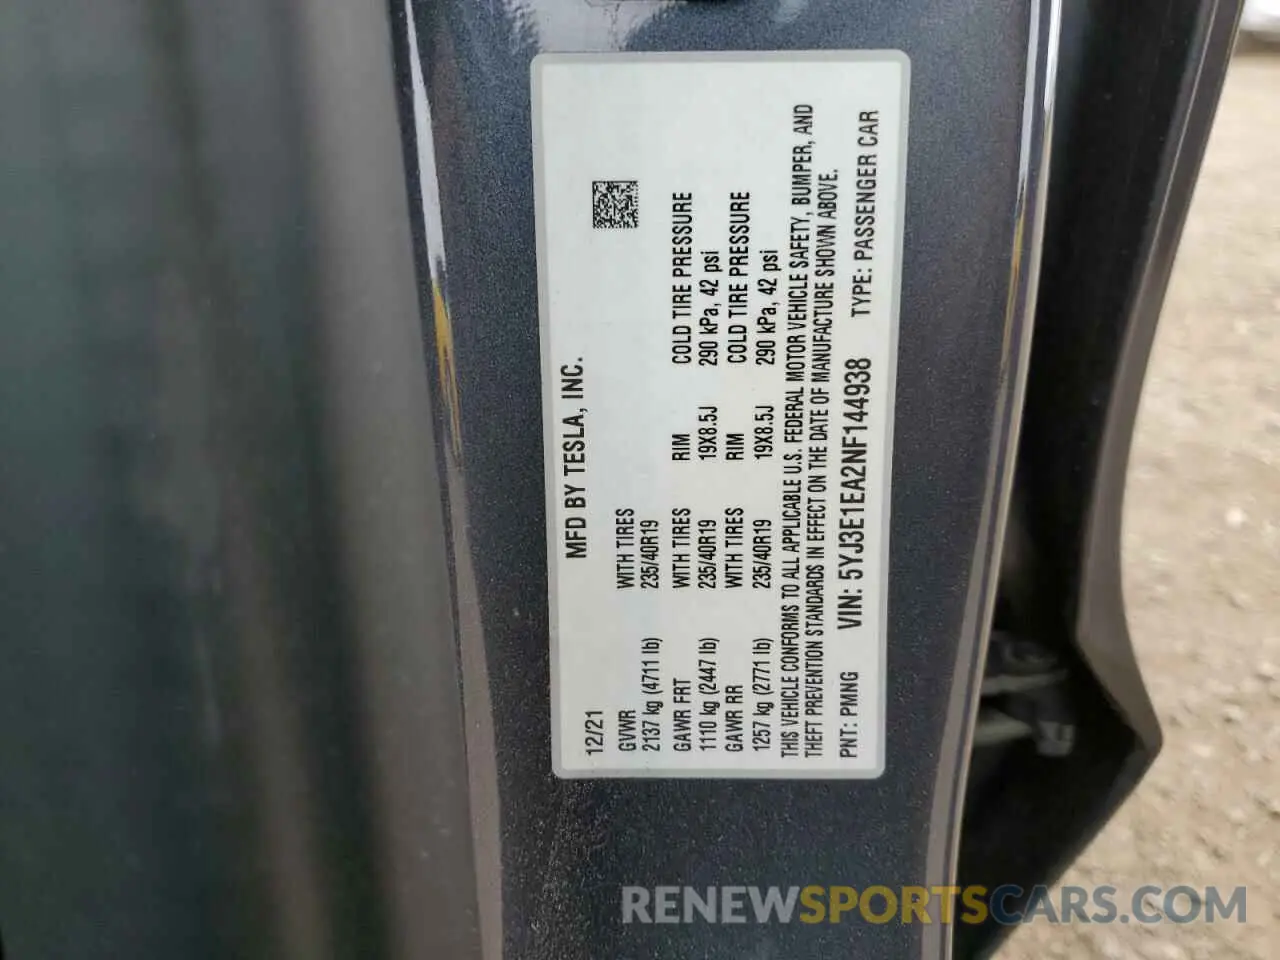 MFD BY TESLA, INC.
12/21
GVWR WITH TIRES
2137 kg (4711 lb) 235/40R19
GAWR FRT WITH TIRES RIM COLD TIRE PRESSURE
1110 kg (2447 lb) 235/40R19 19X8.5J 290 kPa, 42 psi
GAWR RR WITH TIRES RIM COLD TIRE PRESSURE
1257 kg (2771 lb) 235/40R19 19X8.5J 290 kPa, 42 psi
THIS VEHICLE CONFORMS TO ALL APPLICABLE U.S. FEDERAL MOTOR VEHICLE SAFETY, BUMPER, AND
THEFT PREVENTION STANDARDS IN EFFECT ON THE DATE OF MANUFACTURE SHOWN ABOVE.
PNT: PMNG VIN: 5YJ3E1EA2NF144938 TYPE: PASSENGER CAR
RENEWSPORTSCARS.COM